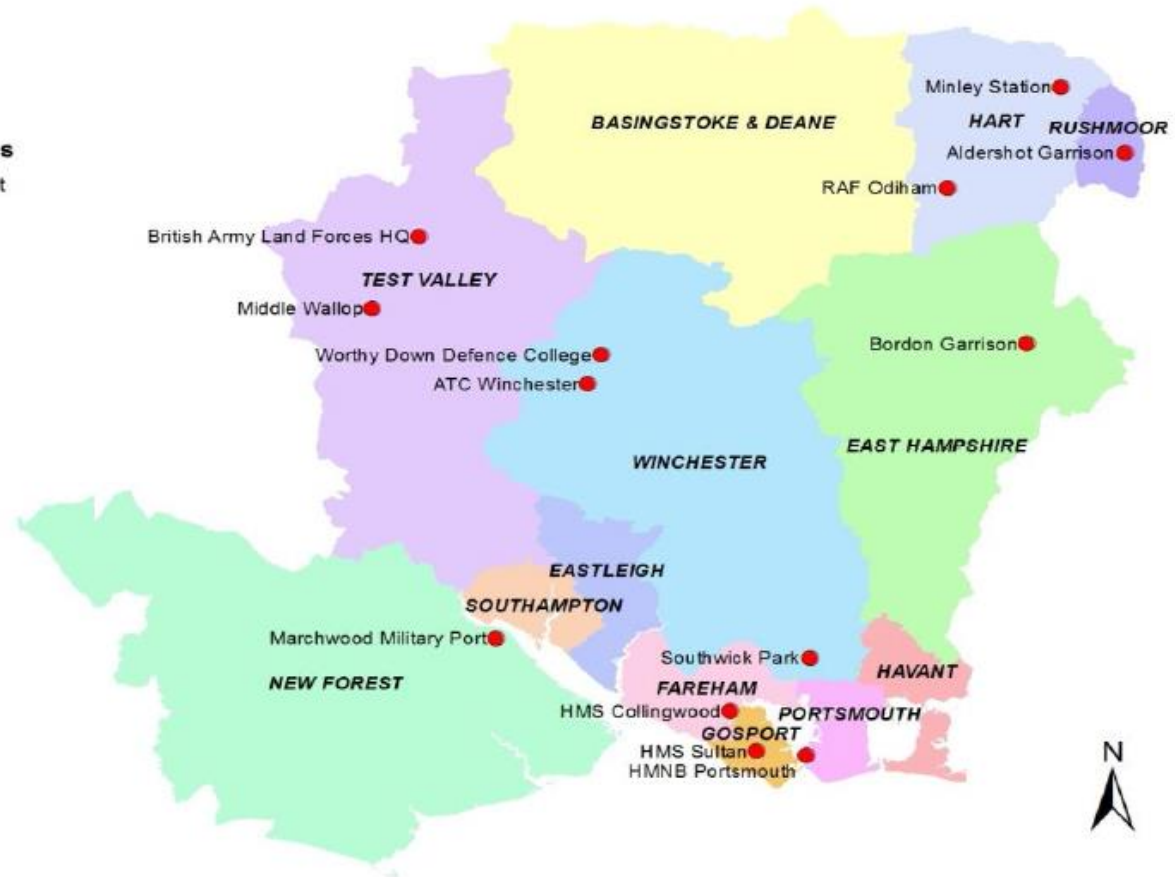 s
t
BASINGSTOKE & DEANE
Minley Station
HART
RUSHMOOR
Aldershot Garrison
RAF Odiham
British Army Land Forces HQ
TEST VALLEY
Middle Wallop
Worthy Down Defence College
ATC Winchester
Bordon Garrison
EAST HAMPSHIRE
WINCHESTER
EASTLEIGH
SOUTHAMPTON
Marchwood Military Port
NEW FOREST
Southwick Park
HAVANT
FAREHAM
HMS Collingwood
PORTSMOUTH
GOSPORT
HMS Sultan
HMNB Portsmouth
N